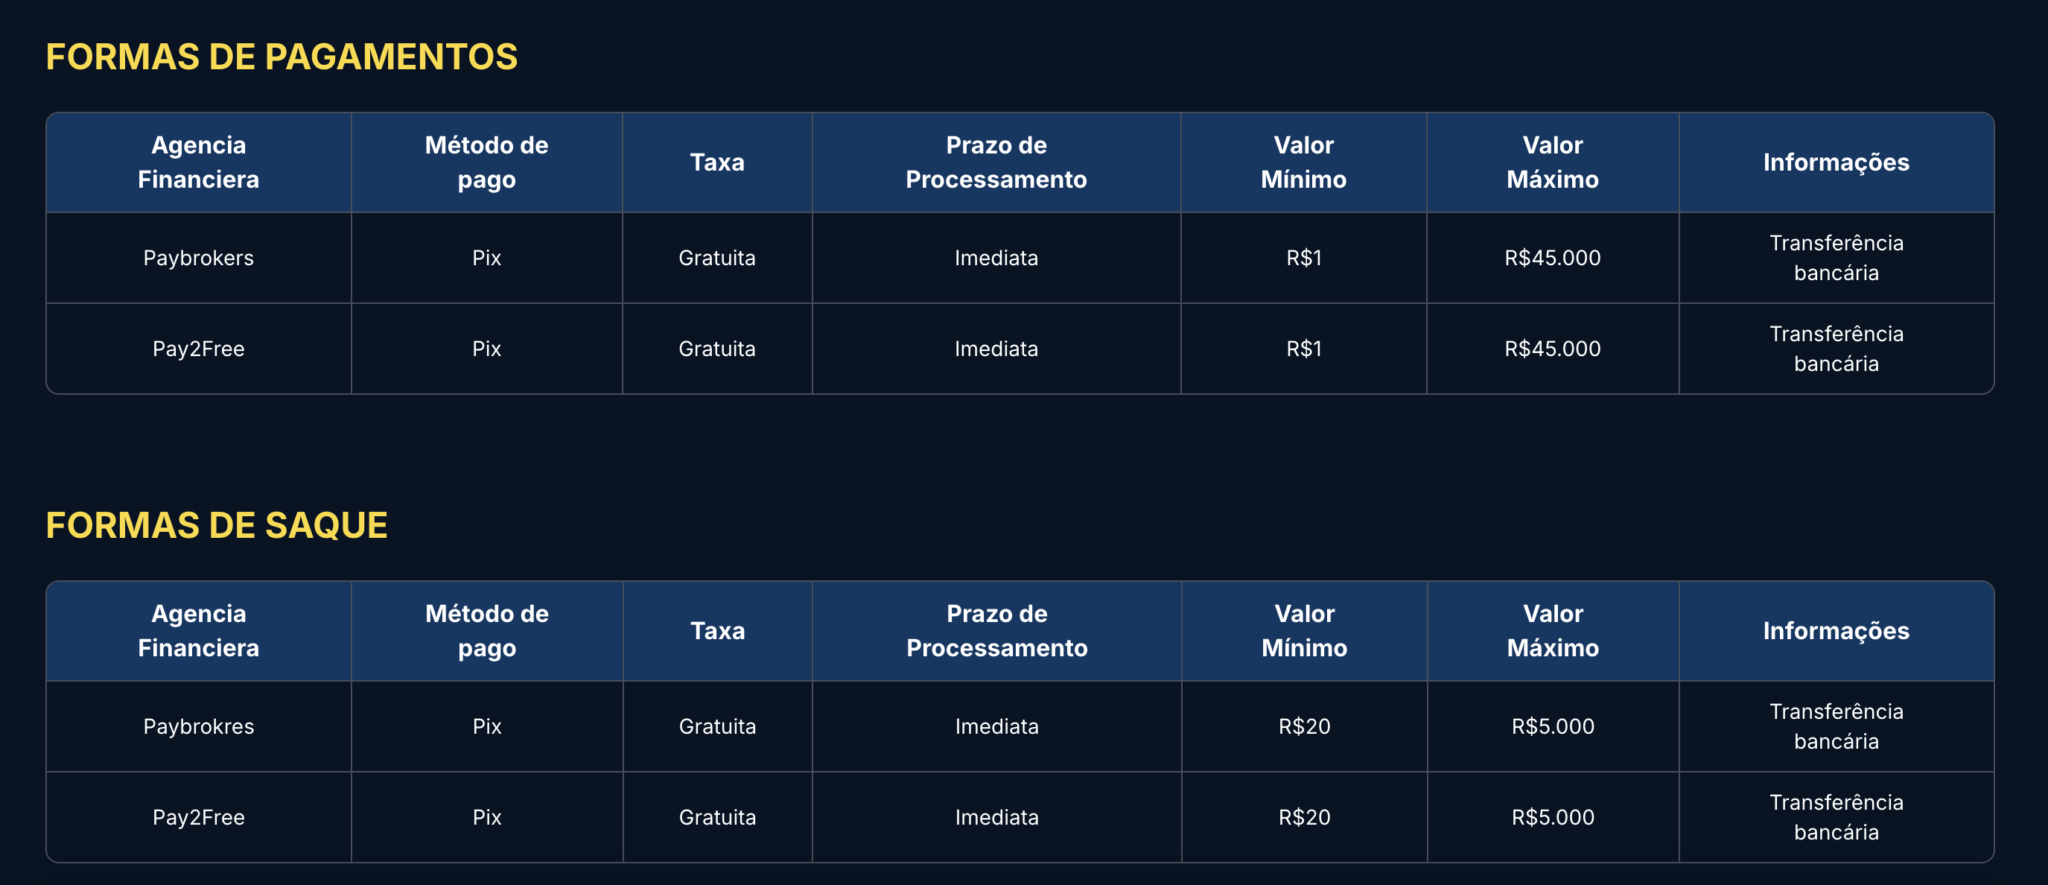 FORMAS DE PAGAMENTOS
Agencia Financiera | Método de pago | Taxa | Prazo de Processamento | Valor Mínimo | Valor Máximo | Informações
Paybrokers | Pix | Gratuita | Imediata | R$1 | R$45.000 | Transferência bancária
Pay2Free | Pix | Gratuita | Imediata | R$1 | R$45.000 | Transferência bancária
FORMAS DE SAQUE
Agencia Financiera | Método de pago | Taxa | Prazo de Processamento | Valor Mínimo | Valor Máximo | Informações
Paybrokres | Pix | Gratuita | Imediata | R$20 | R$5.000 | Transferência bancária
Pay2Free | Pix | Gratuita | Imediata | R$20 | R$5.000 | Transferência bancária